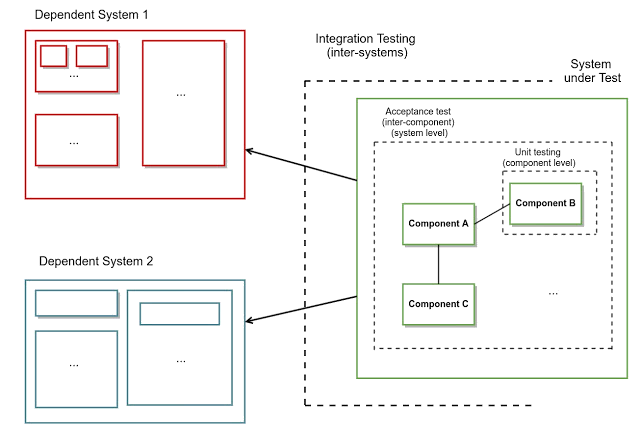 Dependent System 1
...
...
...
Integration Testing
(inter-systems)
System
under Test
Acceptance test
(inter-component)
(system level)
Unit testing
(component level)
Component B
Component A
Component C
...
Dependent System 2
...
...